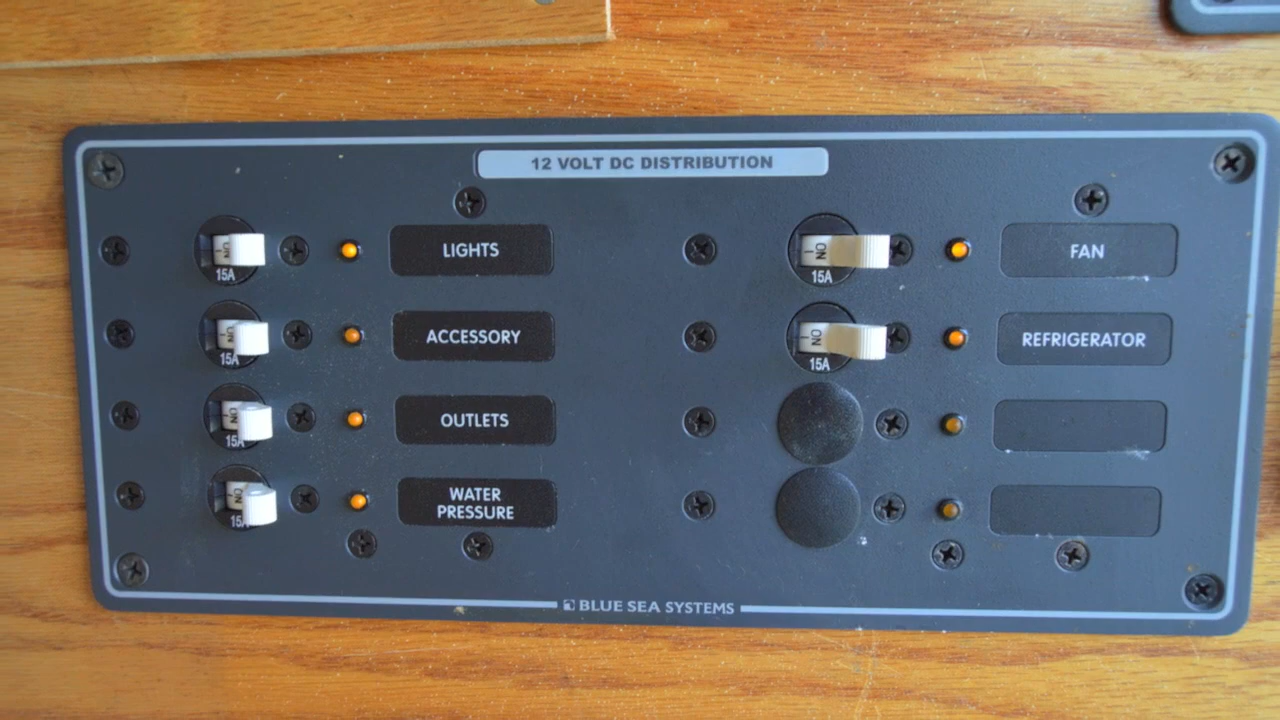 12 VOLT DC DISTRIBUTION
ON
15A
LIGHTS
ON
15A
FAN
ON
15A
ACCESSORY
ON
15A
REFRIGERATOR
ON
15A
OUTLETS
ON
15A
WATER
PRESSURE
BLUE SEA SYSTEMS